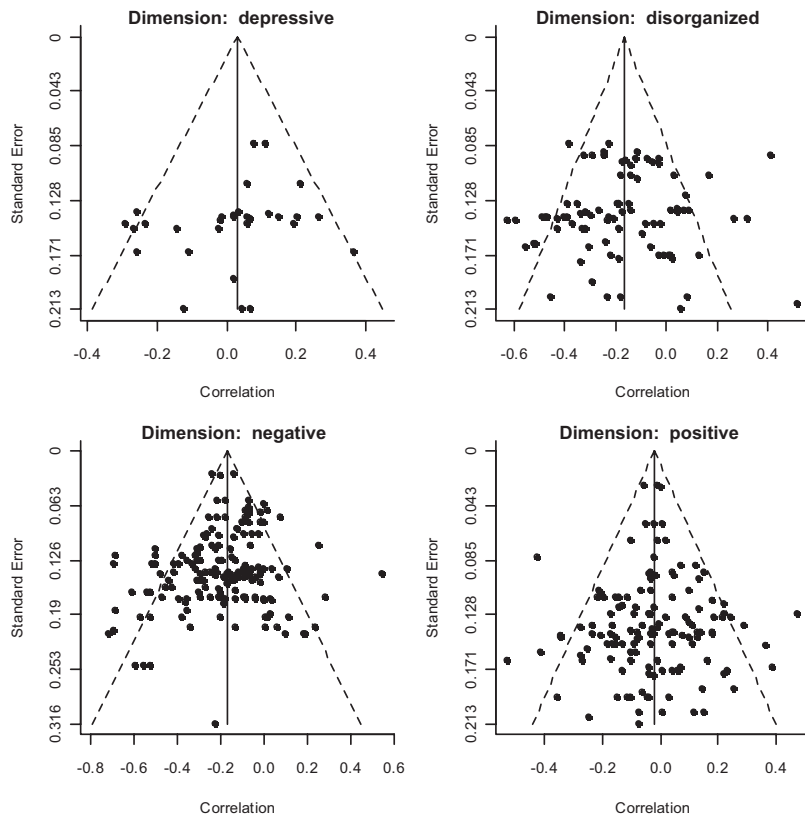 Dimension: depressive
Standard Error
0
0.043
0.085
0.128
0.171
0.213
-0.4 -0.2 0.0 0.2 0.4
Correlation
Dimension: disorganized
Standard Error
0
0.043
0.085
0.128
0.171
0.213
-0.6 -0.4 -0.2 0.0 0.2 0.4
Correlation
Dimension: negative
Standard Error
0
0.063
0.126
0.19
0.253
0.316
-0.8 -0.6 -0.4 -0.2 0.0 0.2 0.4 0.6
Correlation
Dimension: positive
Standard Error
0
0.043
0.085
0.128
0.171
0.213
-0.4 -0.2 0.0 0.2 0.4
Correlation